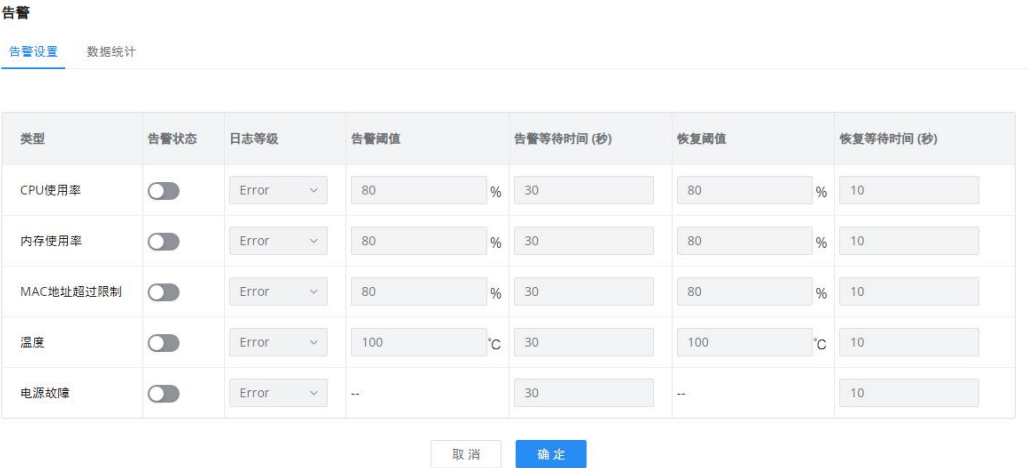 告警
告警设置 数据统计
类型 告警状态 日志等级 告警阈值 告警等待时间 (秒) 恢复阈值 恢复等待时间 (秒)
CPU使用率 Error 80 % 30 80 % 10
内存使用率 Error 80 % 30 80 % 10
MAC地址超过限制 Error 80 % 30 80 % 10
温度 Error 100 °C 30 100 °C 10
电源故障 Error -- 30 -- 10
取消 确定